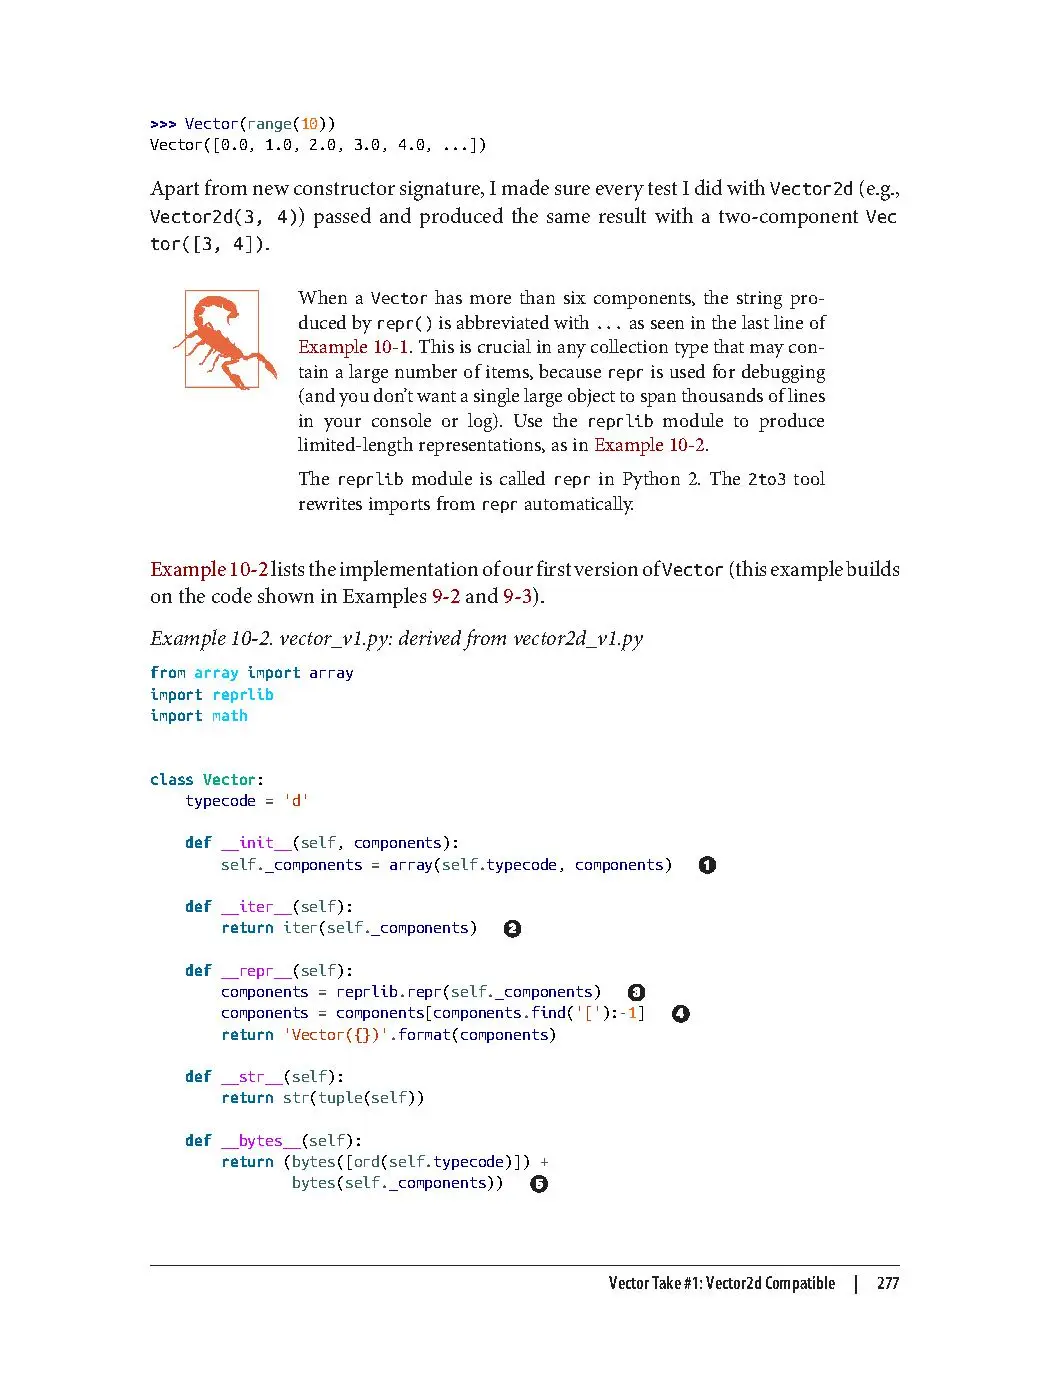 >>> Vector(range(10))
Vector([0.0, 1.0, 2.0, 3.0, 4.0, ...])
Apart from new constructor signature, I made sure every test I did with Vector2d (e.g.,
Vector2d(3, 4)) passed and produced the same result with a two-component Vec
tor([3, 4]).
When a Vector has more than six components, the string pro-
duced by repr() is abbreviated with ... as seen in the last line of
Example 10-1. This is crucial in any collection type that may con-
tain a large number of items, because repr is used for debugging
(and you don’t want a single large object to span thousands of lines
in your console or log). Use the reprlib module to produce
limited-length representations, as in Example 10-2.
The reprlib module is called repr in Python 2. The 2to3 tool
rewrites imports from repr automatically.
Example 10-2 lists the implementation of our first version of Vector (this example builds
on the code shown in Examples 9-2 and 9-3).
Example 10-2. vector_v1.py: derived from vector2d_v1.py
from array import array
import reprlib
import math
class Vector:
    typecode = 'd'
    def __init__(self, components):
        self._components = array(self.typecode, components) ❶
    def __iter__(self):
        return iter(self._components) ❷
    def __repr__(self):
        components = reprlib.repr(self._components) ❸
        components = components[components.find('['):-1] ❹
        return 'Vector({})'.format(components)
    def __str__(self):
        return str(tuple(self))
    def __bytes__(self):
        return (bytes([ord(self.typecode)]) +
                bytes(self._components)) ❺
Vector Take #1: Vector2d Compatible | 277